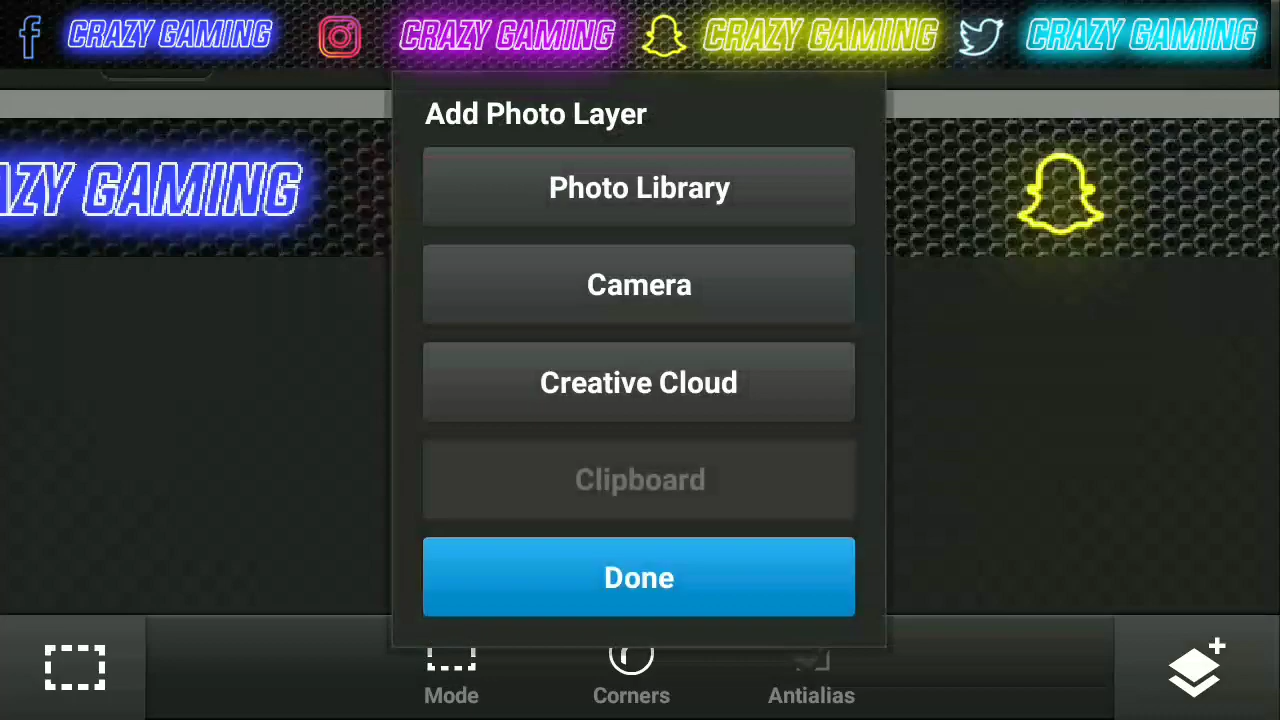 CRAZY GAMING CRAZY GAMING CRAZY GAMING CRAZY GAMING
Add Photo Layer
AZY GAMING
Photo Library
Camera
Creative Cloud
Clipboard
Done
Mode Corners Antialias